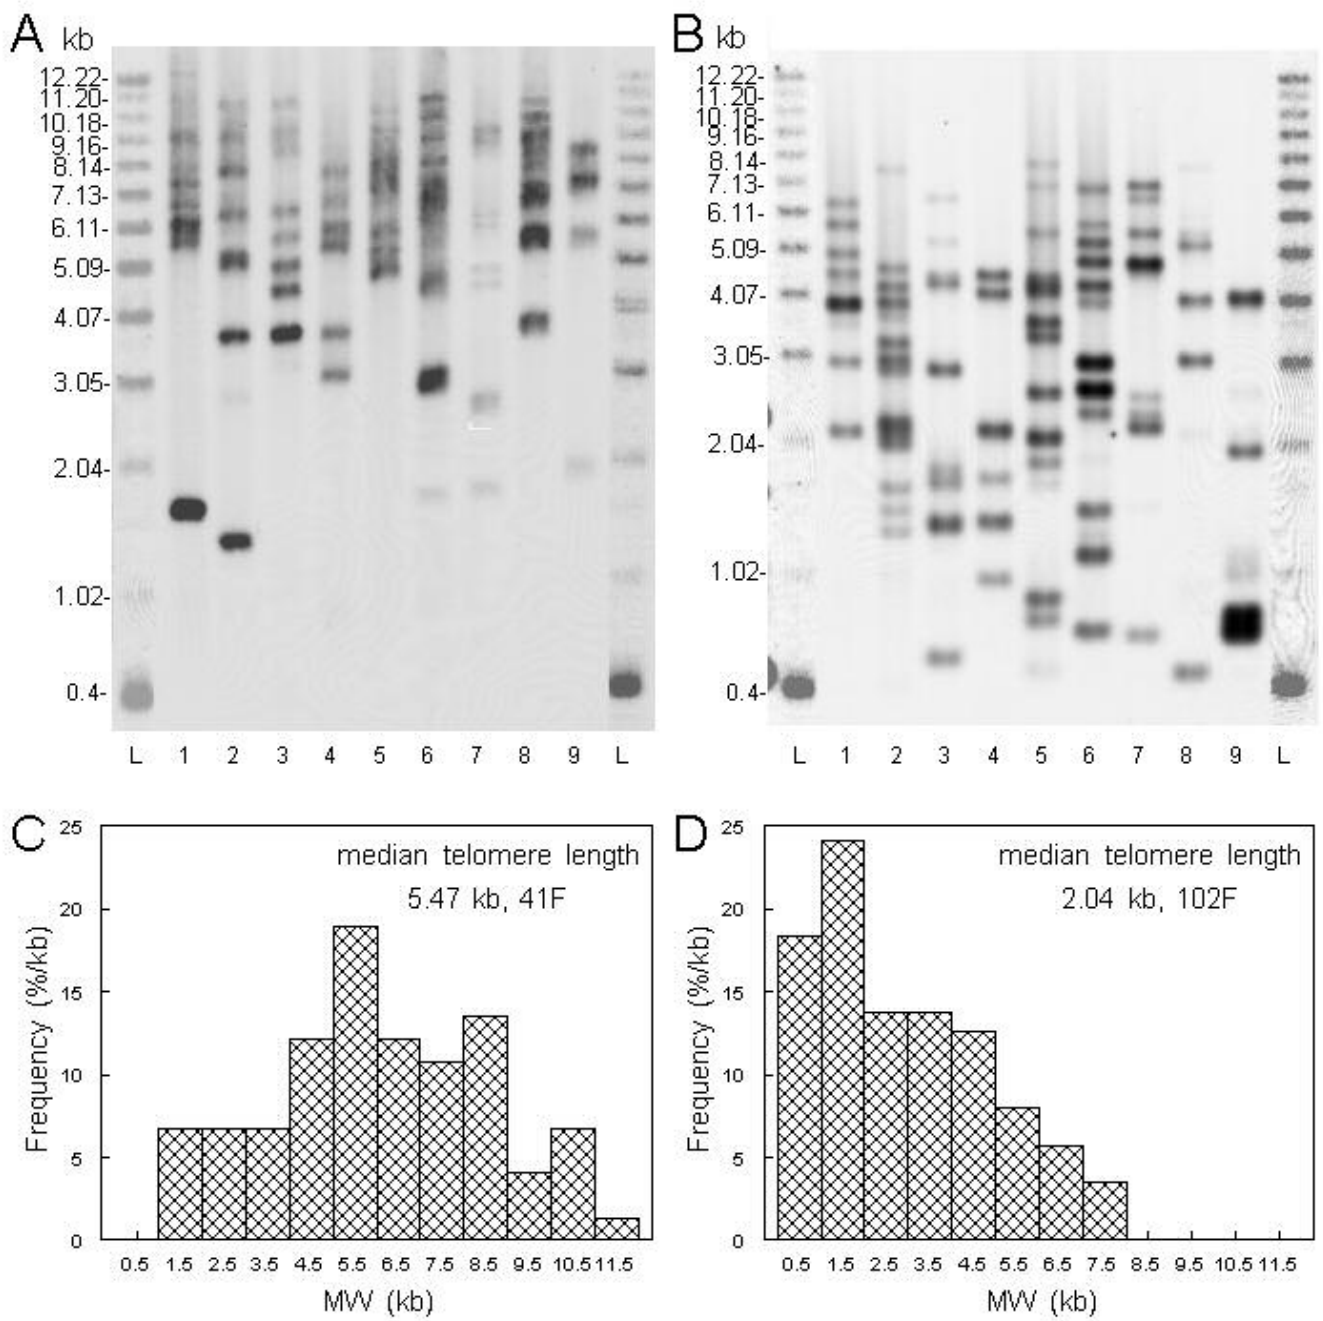 A kb
12.22-
11.20-
10.18-
9.16-
8.14-
7.13-
6.11-
5.09-
4.07-
3.05-
2.04-
1.02-
0.4-
L 1 2 3 4 5 6 7 8 9 L
B kb
12.22-
11.20-
10.18-
9.16-
8.14-
7.13-
6.11-
5.09-
4.07-
3.05-
2.04-
1.02-
0.4-
L 1 2 3 4 5 6 7 8 9 L
C
median telomere length
5.47 kb, 41F
Frequency (%/kb)
25
20
15
10
5
0
0.5 1.5 2.5 3.5 4.5 5.5 6.5 7.5 8.5 9.5 10.5 11.5
MW (kb)
D
median telomere length
2.04 kb, 102F
Frequency (%/kb)
25
20
15
10
5
0
0.5 1.5 2.5 3.5 4.5 5.5 6.5 7.5 8.5 9.5 10.5 11.5
MW (kb)